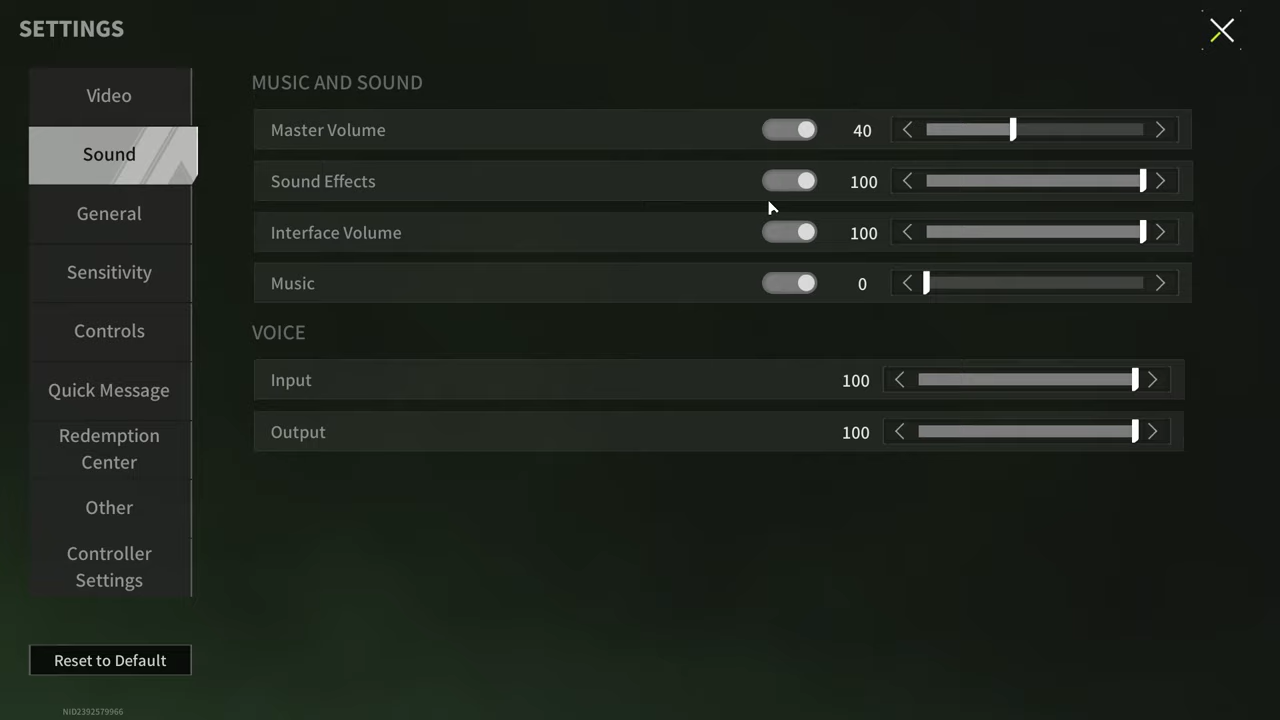 SETTINGS
Video
Sound
General
Sensitivity
Controls
Quick Message
Redemption
Center
Other
Controller
Settings
Reset to Default
NID2392579966
MUSIC AND SOUND
Master Volume 40
Sound Effects 100
Interface Volume 100
Music 0
VOICE
Input 100
Output 100